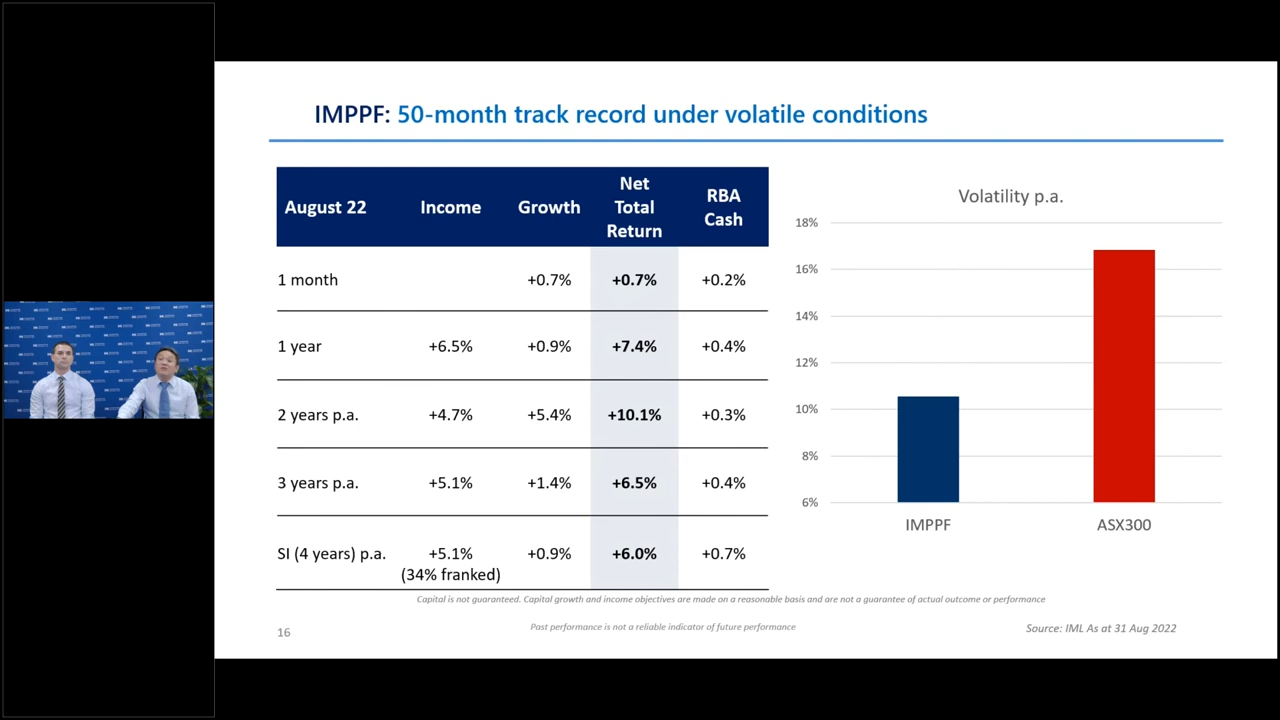 IMPPF: 50-month track record under volatile conditions
August 22 Income Growth Net Total Return RBA Cash
1 month +0.7% +0.7% +0.2%
1 year +6.5% +0.9% +7.4% +0.4%
2 years p.a. +4.7% +5.4% +10.1% +0.3%
3 years p.a. +5.1% +1.4% +6.5% +0.4%
SI (4 years) p.a. +5.1% +0.9% +6.0% +0.7%
(34% franked)
Volatility p.a.
18%
16%
14%
12%
10%
8%
6%
IMPPF ASX300
Capital is not guaranteed. Capital growth and income objectives are made on a reasonable basis and are not a guarantee of actual outcome or performance
16
Past performance is not a reliable indicator of future performance
Source: IML As at 31 Aug 2022